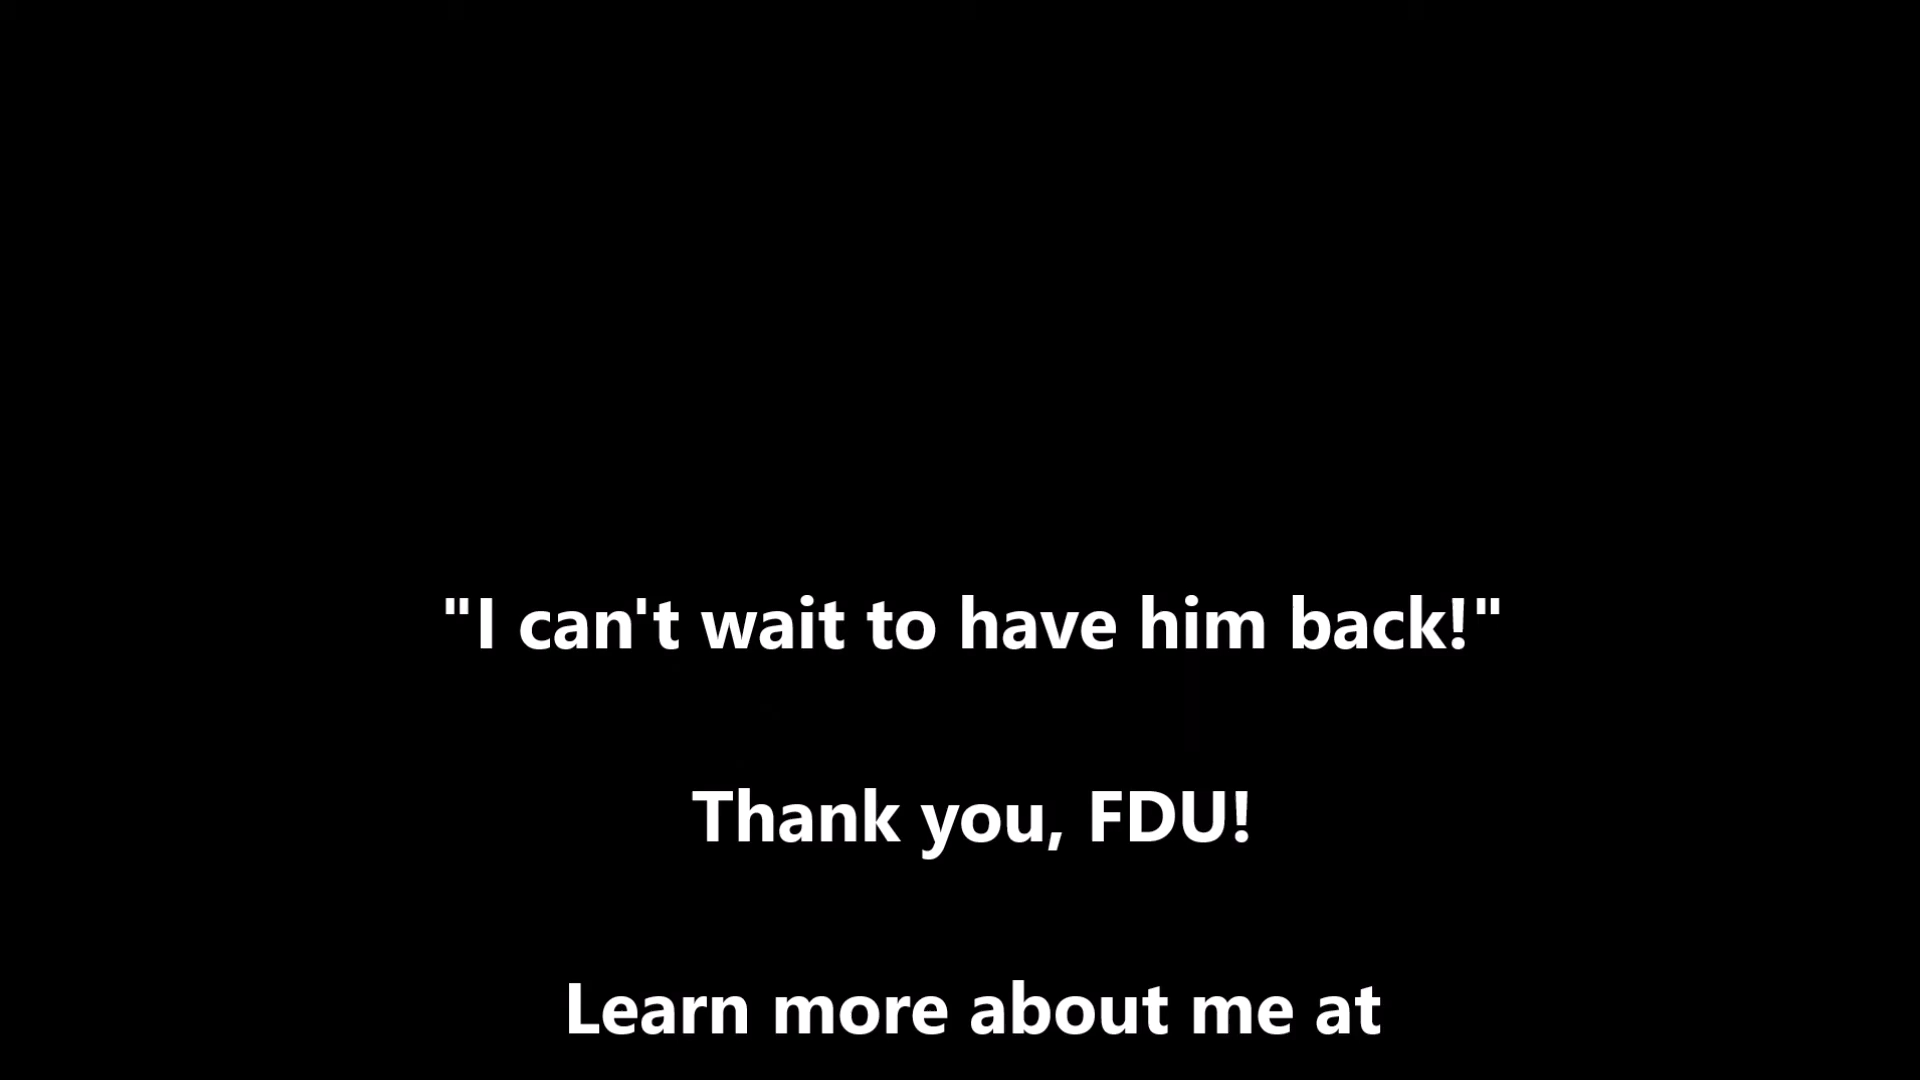 "I can't wait to have him back!"
Thank you, FDU!
Learn more about me at